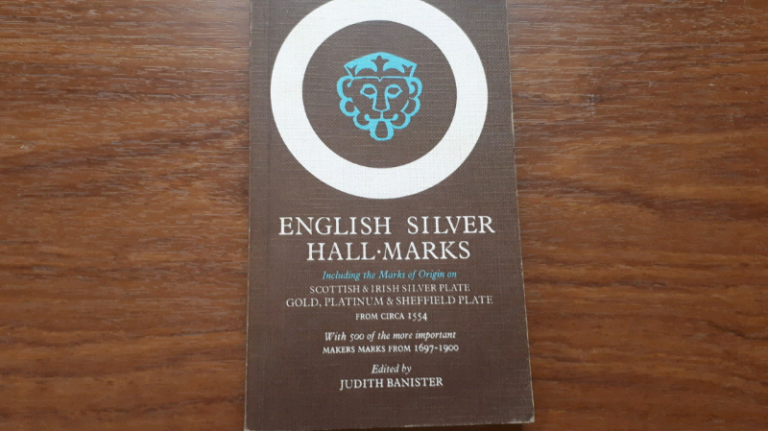 ENGLISH SILVER
HALL·MARKS
Including the Marks of Origin on
SCOTTISH & IRISH SILVER PLATE
GOLD, PLATINUM & SHEFFIELD PLATE
FROM CIRCA 1554
With 500 of the more important
MAKERS MARKS FROM 1697-1900
Edited by
JUDITH BANISTER